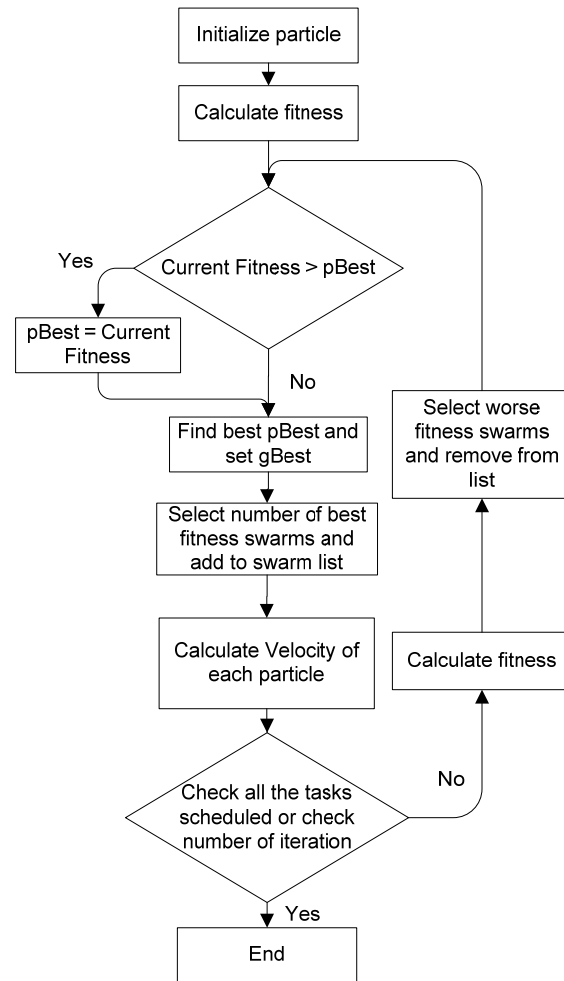 Initialize particle
Calculate fitness
Current Fitness > pBest
Yes
pBest = Current
Fitness
No
Find best pBest and
set gBest
Select number of best
fitness swarms and
add to swarm list
Calculate Velocity of
each particle
Check all the tasks
scheduled or check
number of iteration
No
Calculate fitness
Select worse
fitness swarms
and remove from
list
Yes
End